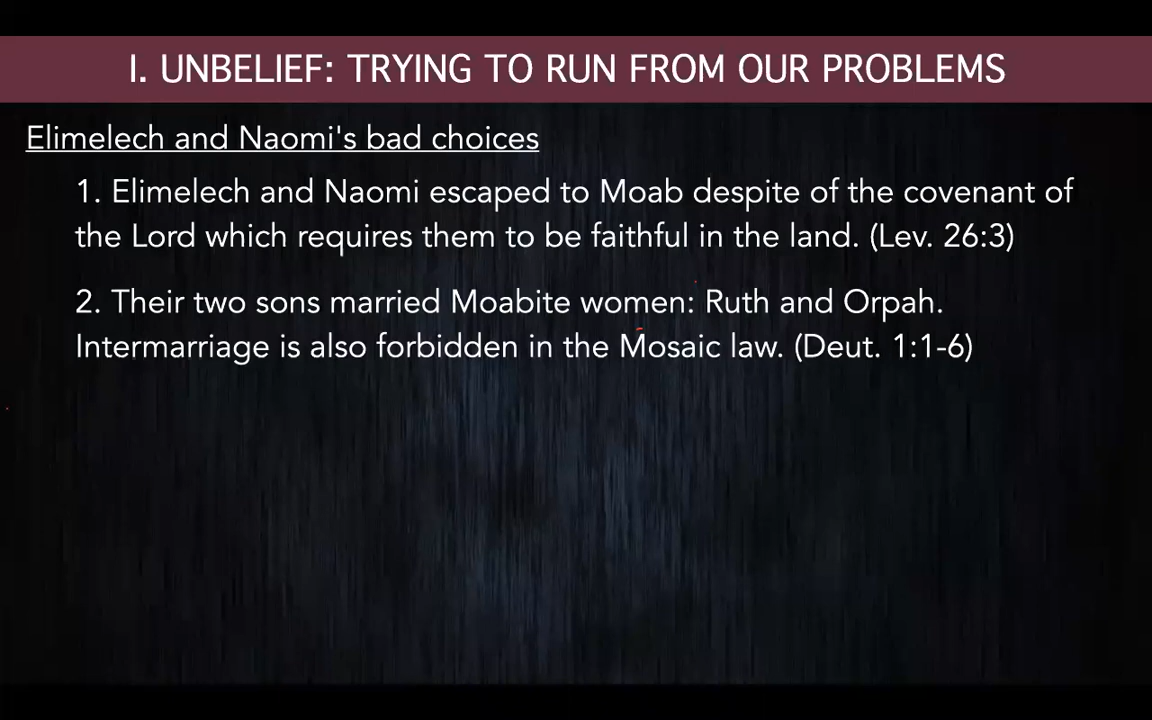 I. UNBELIEF: TRYING TO RUN FROM OUR PROBLEMS
Elimelech and Naomi's bad choices
1. Elimelech and Naomi escaped to Moab despite of the covenant of
the Lord which requires them to be faithful in the land. (Lev. 26:3)
2. Their two sons married Moabite women: Ruth and Orpah.
Intermarriage is also forbidden in the Mosaic law. (Deut. 1:1-6)